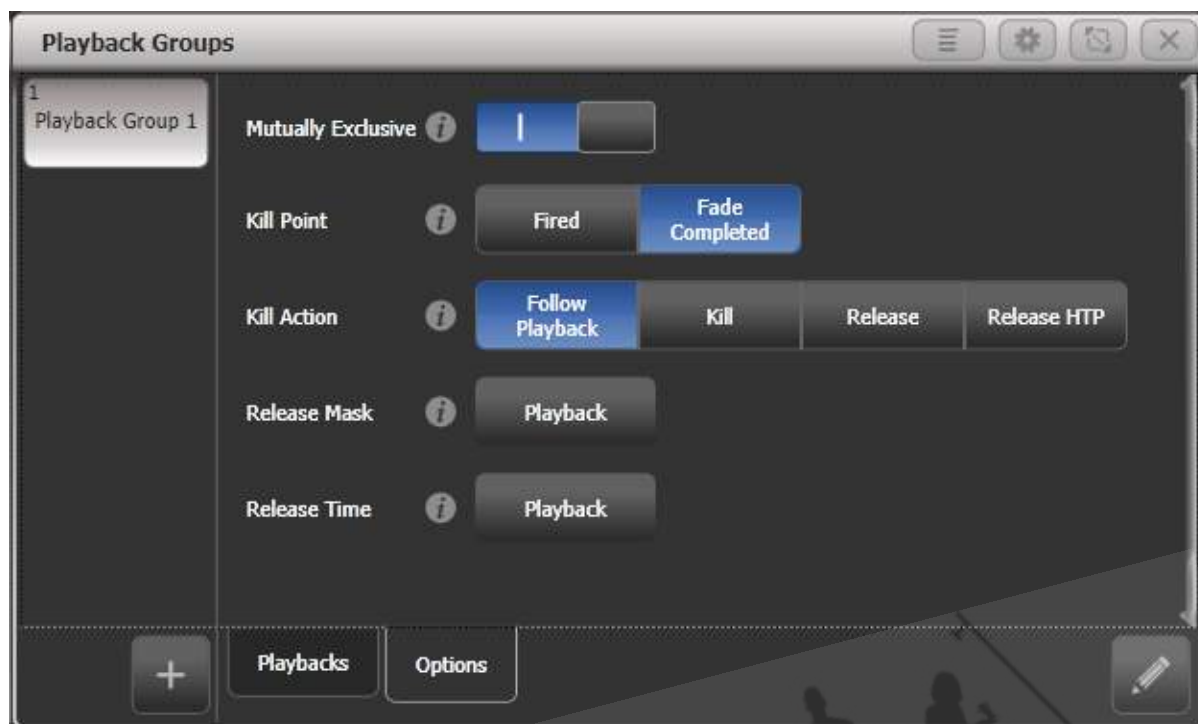 Playback Groups
1
Playback Group 1
Mutually Exclusive
Kill Point
Fired
Fade
Completed
Kill Action
Follow
Playback
Kill
Release
Release HTP
Release Mask
Playback
Release Time
Playback
Playbacks
Options